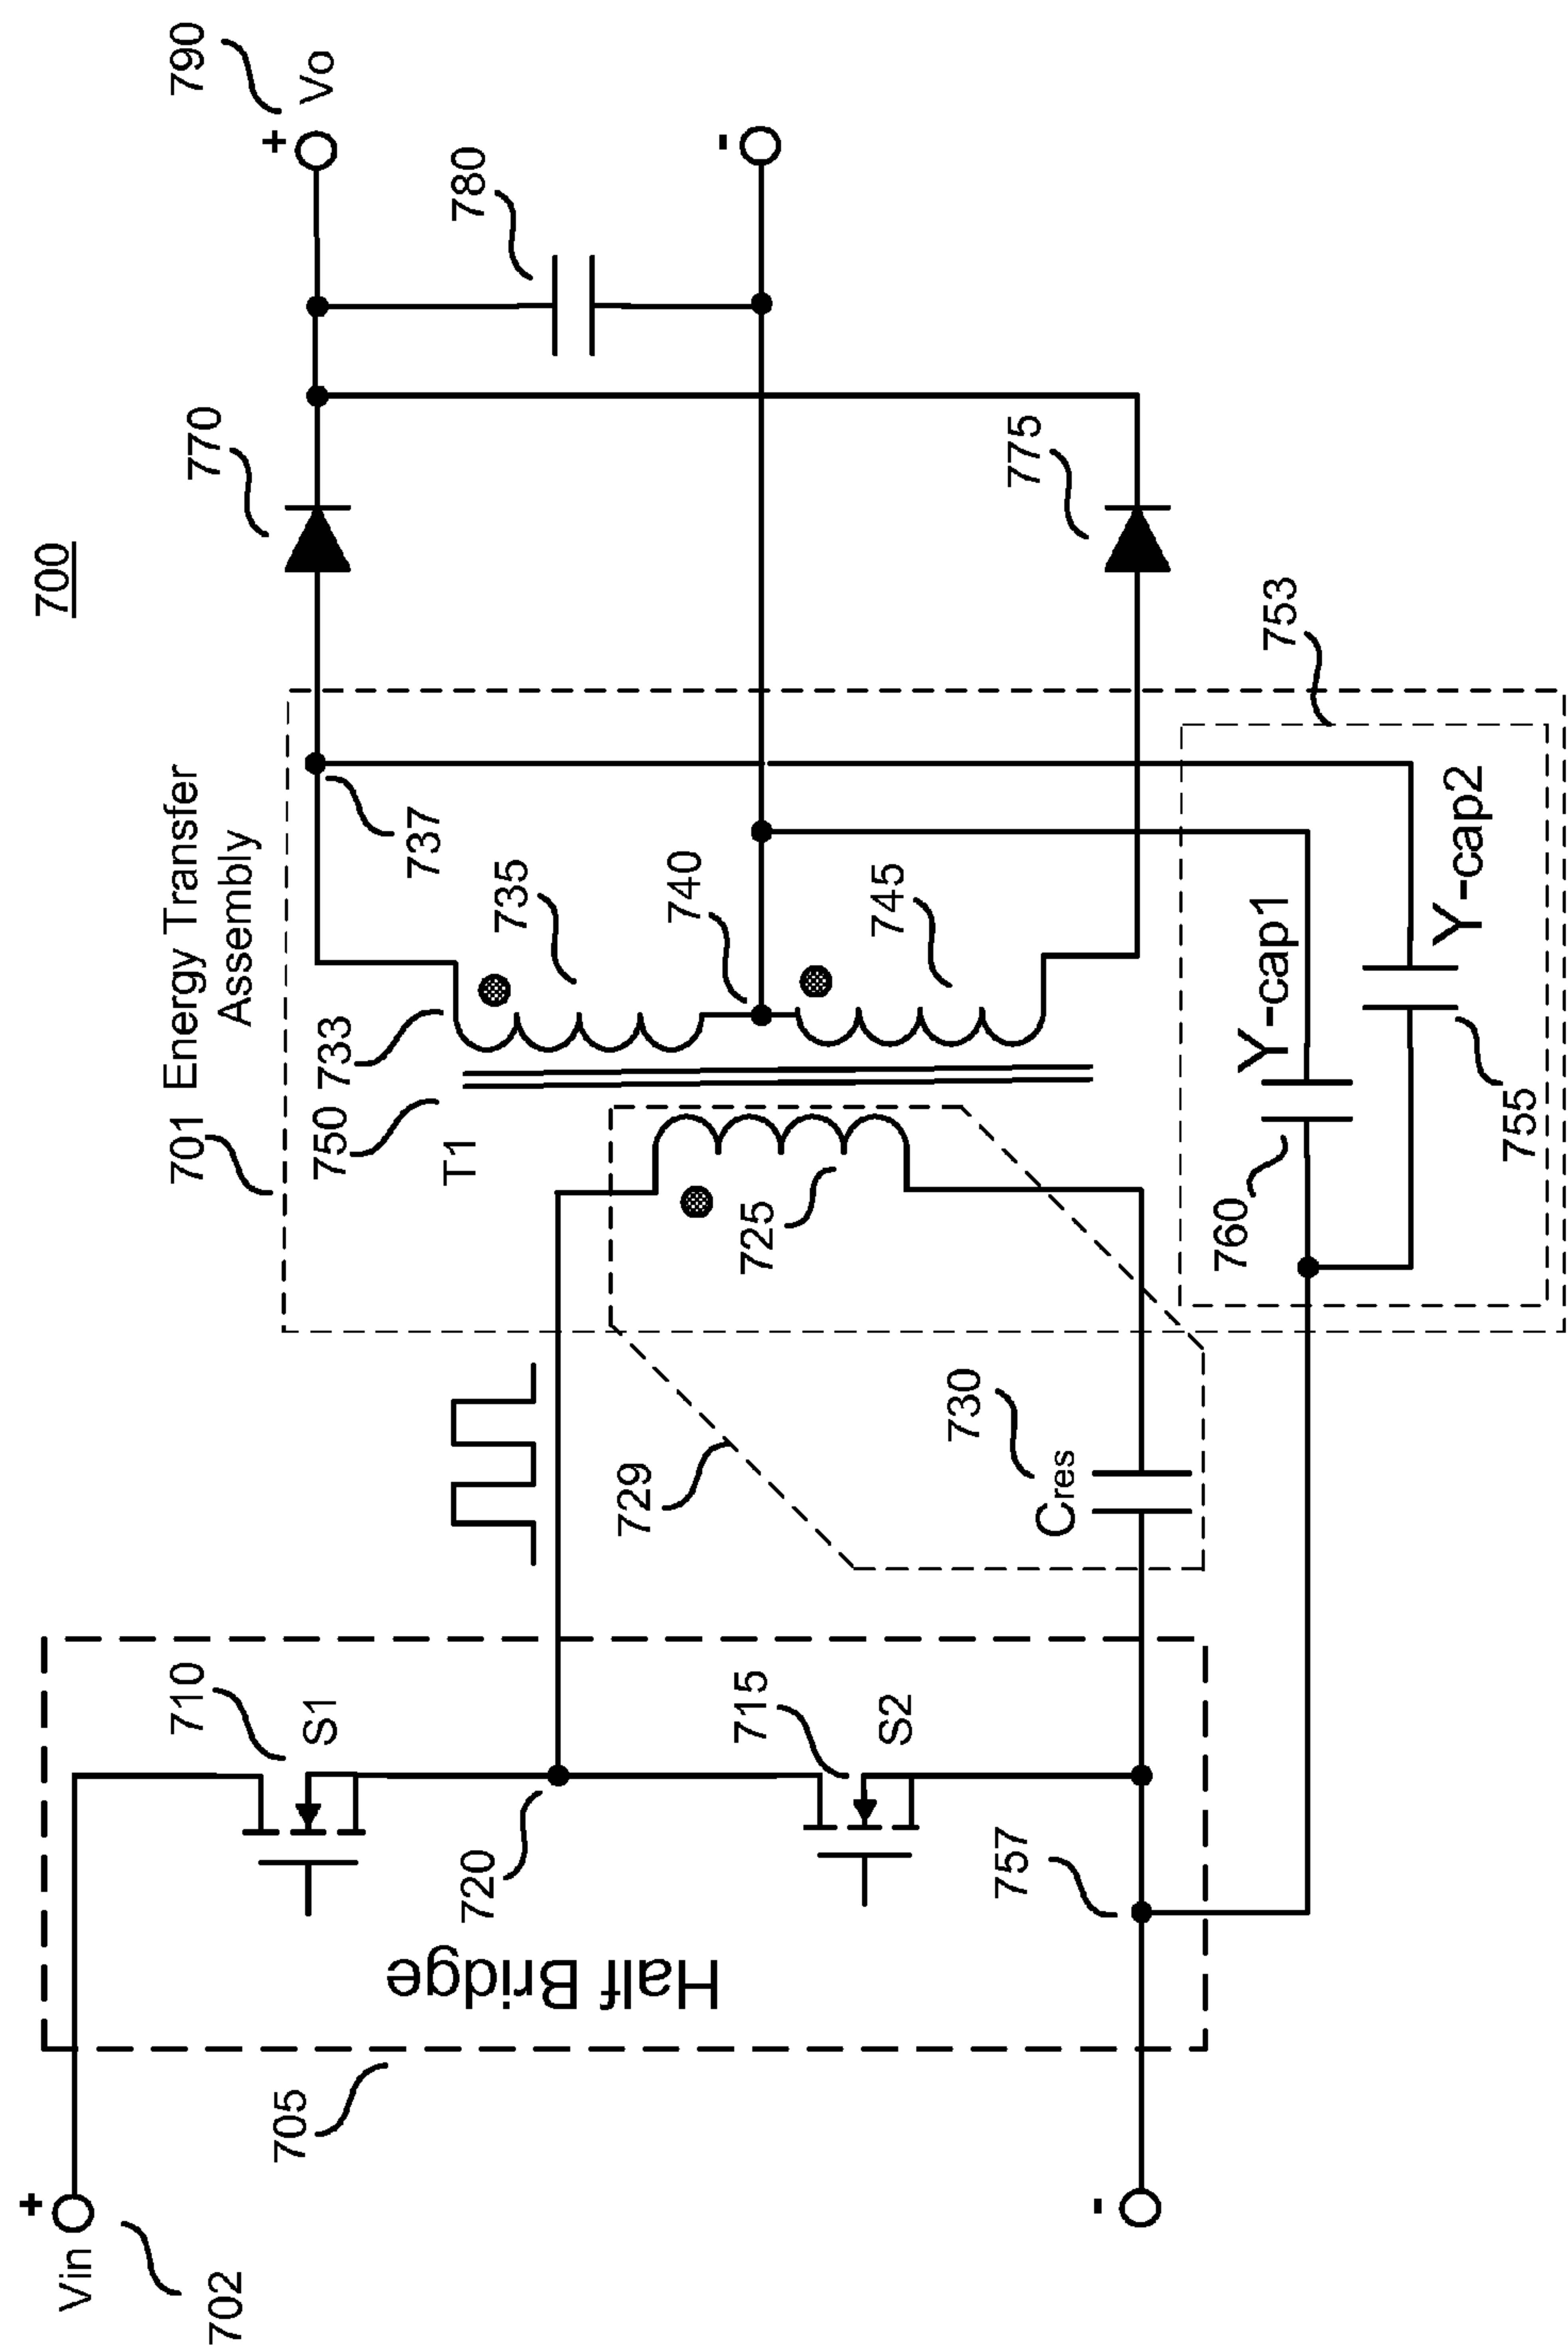 700
702
Vin
+
-
705
Half Bridge
710
S1
715
S2
720
757
729
730
Cres
701 Energy Transfer
Assembly
750
T1
725
733
735
737
740
745
753
Y-cap1
760
Y-cap2
755
770
775
780
790
+
Vo
-